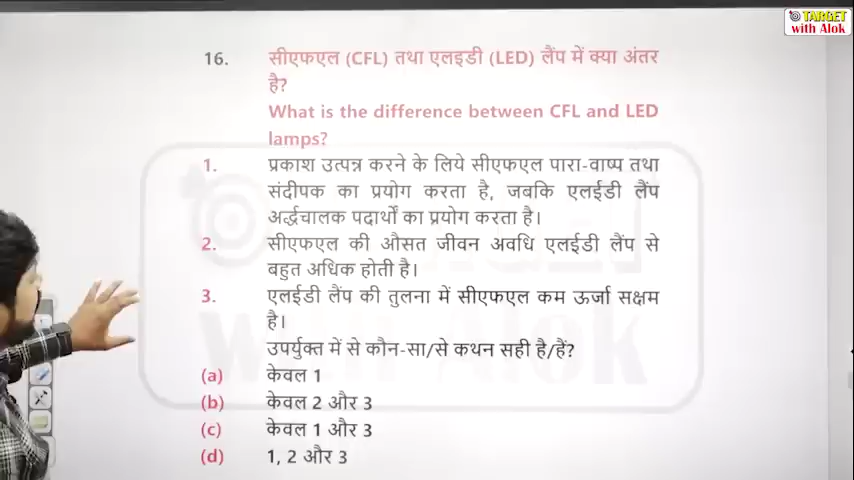 TARGET
with Alok
16. सीएफएल (CFL) तथा एलइडी (LED) लैंप में क्या अंतर
है?
What is the difference between CFL and LED
lamps?
1. प्रकाश उत्पन्न करने के लिये सीएफएल पारा-वाष्प तथा
संदीपक का प्रयोग करता है, जबकि एलईडी लैंप
अर्द्धचालक पदार्थों का प्रयोग करता है।
2. सीएफएल की औसत जीवन अवधि एलईडी लैंप से
बहुत अधिक होती है।
3. एलईडी लैंप की तुलना में सीएफएल कम ऊर्जा सक्षम
है।
उपर्युक्त में से कौन-सा/से कथन सही है/हैं?
(a) केवल 1
(b) केवल 2 और 3
(c) केवल 1 और 3
(d) 1, 2 और 3